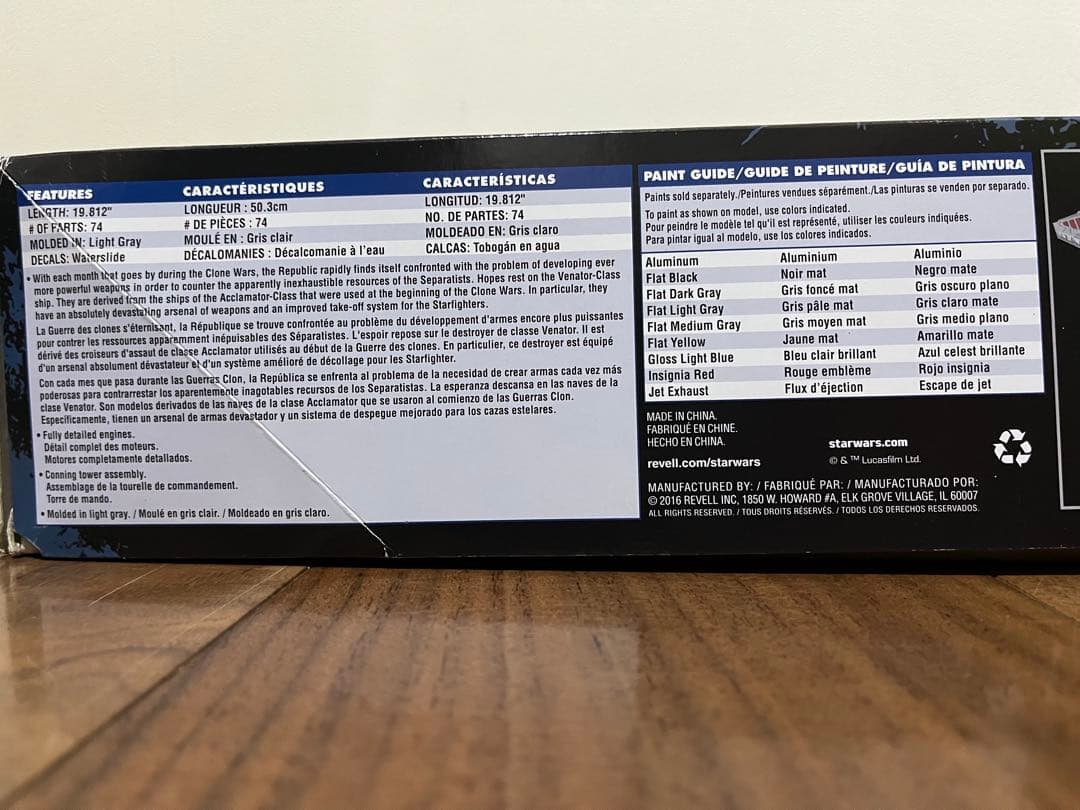 FEATURES
LENGTH: 19.812"
# OF PARTS: 74
MOLDED IN: Light Gray
DECALS: Waterslide
CARACTÉRISTIQUES
LONGUEUR : 50.3cm
# DE PIÈCES : 74
MOULÉ EN : Gris clair
DÉCALOMANIES : Décalcomanie à l'eau
CARACTERÍSTICAS
LONGITUD: 19.812"
NO. DE PARTES: 74
MOLDEADO EN: Gris claro
CALCAS: Tobogán en agua
• With each month that goes by during the Clone Wars, the Republic rapidly finds itself confronted with the problem of developing ever
more powerful weapons in order to counter the apparently inexhaustible resources of the Separatists. Hopes rest on the Venator-Class
ship. They are derived from the ships of the Acclamator-Class that were used at the beginning of the Clone Wars. In particular, they
have an absolutely devastating arsenal of weapons and an improved take-off system for the Starfighters.
La Guerre des clones s'éternisant, la République se trouve confrontée au problème du développement d'armes encore plus puissantes
pour contrer les ressources apparemment inépuisables des Séparatistes. L'espoir repose sur le destroyer de classe Venator. Il est
dérivé des croiseurs d'assaut de classe Acclamator utilisés au début de la Guerre des clones. En particulier, ce destroyer est équipé
d'un arsenal absolument dévastateur et d'un système amélioré de décollage pour les Starfighter.
Con cada mes que pasa durante las Guerras Clon, la República se enfrenta al problema de la necesidad de crear armas cada vez más
poderosas para contrarrestar los aparentemente inagotables recursos de los Separatistas. La esperanza descansa en las naves de la
clase Venator. Son modelos derivados de las naves de la clase Acclamator que se usaron al comienzo de las Guerras Clon.
Específicamente, tienen un arsenal de armas devastador y un sistema de despegue mejorado para los cazas estelares.
• Fully detailed engines.
Détail complet des moteurs.
Motores completamente detallados.
• Conning tower assembly.
Assemblage de la tourelle de commandement.
Torre de mando.
• Molded in light gray. / Moulé en gris clair. / Moldeado en gris claro.
PAINT GUIDE/GUIDE DE PEINTURE/GUÍA DE PINTURA
Paints sold separately./Peintures vendues séparément./Las pinturas se venden por separado.
To paint as shown on model, use colors indicated.
Pour peindre le modèle tel qu'il est représenté, utiliser les couleurs indiquées.
Para pintar igual al modelo, use los colores indicados.
Aluminum Aluminium Aluminio
Flat Black Noir mat Negro mate
Flat Dark Gray Gris foncé mat Gris oscuro plano
Flat Light Gray Gris pâle mat Gris claro mate
Flat Medium Gray Gris moyen mat Gris medio plano
Flat Yellow Jaune mat Amarillo mate
Gloss Light Blue Bleu clair brillant Azul celest brillante
Insignia Red Rouge emblème Rojo insignia
Jet Exhaust Flux d'éjection Escape de jet
MADE IN CHINA.
FABRIQUÉ EN CHINE.
HECHO EN CHINA.
revell.com/starwars
starwars.com
© & ™ Lucasfilm Ltd.
MANUFACTURED BY: / FABRIQUÉ PAR: / MANUFACTURADO POR:
© 2016 REVELL INC, 1850 W. HOWARD #A, ELK GROVE VILLAGE, IL 60007
ALL RIGHTS RESERVED. / TOUS DROITS RÉSERVÉS. / TODOS LOS DERECHOS RESERVADOS.